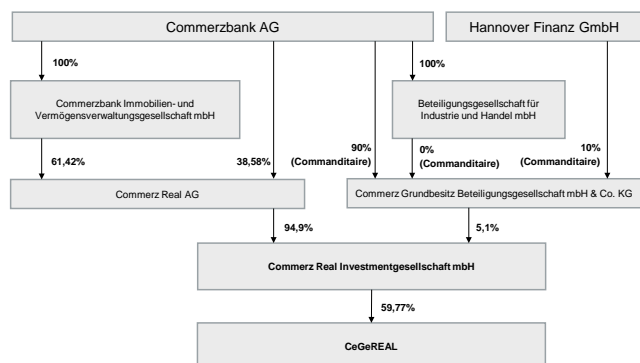 Commerzbank AG
Hannover Finanz GmbH
100%
100%
Commerzbank Immobilien- und
Vermögensverwaltungsgesellschaft mbH
Beteiligungsgesellschaft für
Industrie und Handel mbH
61,42%
38,58%
90%
(Commanditaire)
0%
(Commanditaire)
10%
(Commanditaire)
Commerz Real AG
Commerz Grundbesitz Beteiligungsgesellschaft mbH & Co. KG
94,9%
5,1%
Commerz Real Investmentgesellschaft mbH
59,77%
CeGeREAL